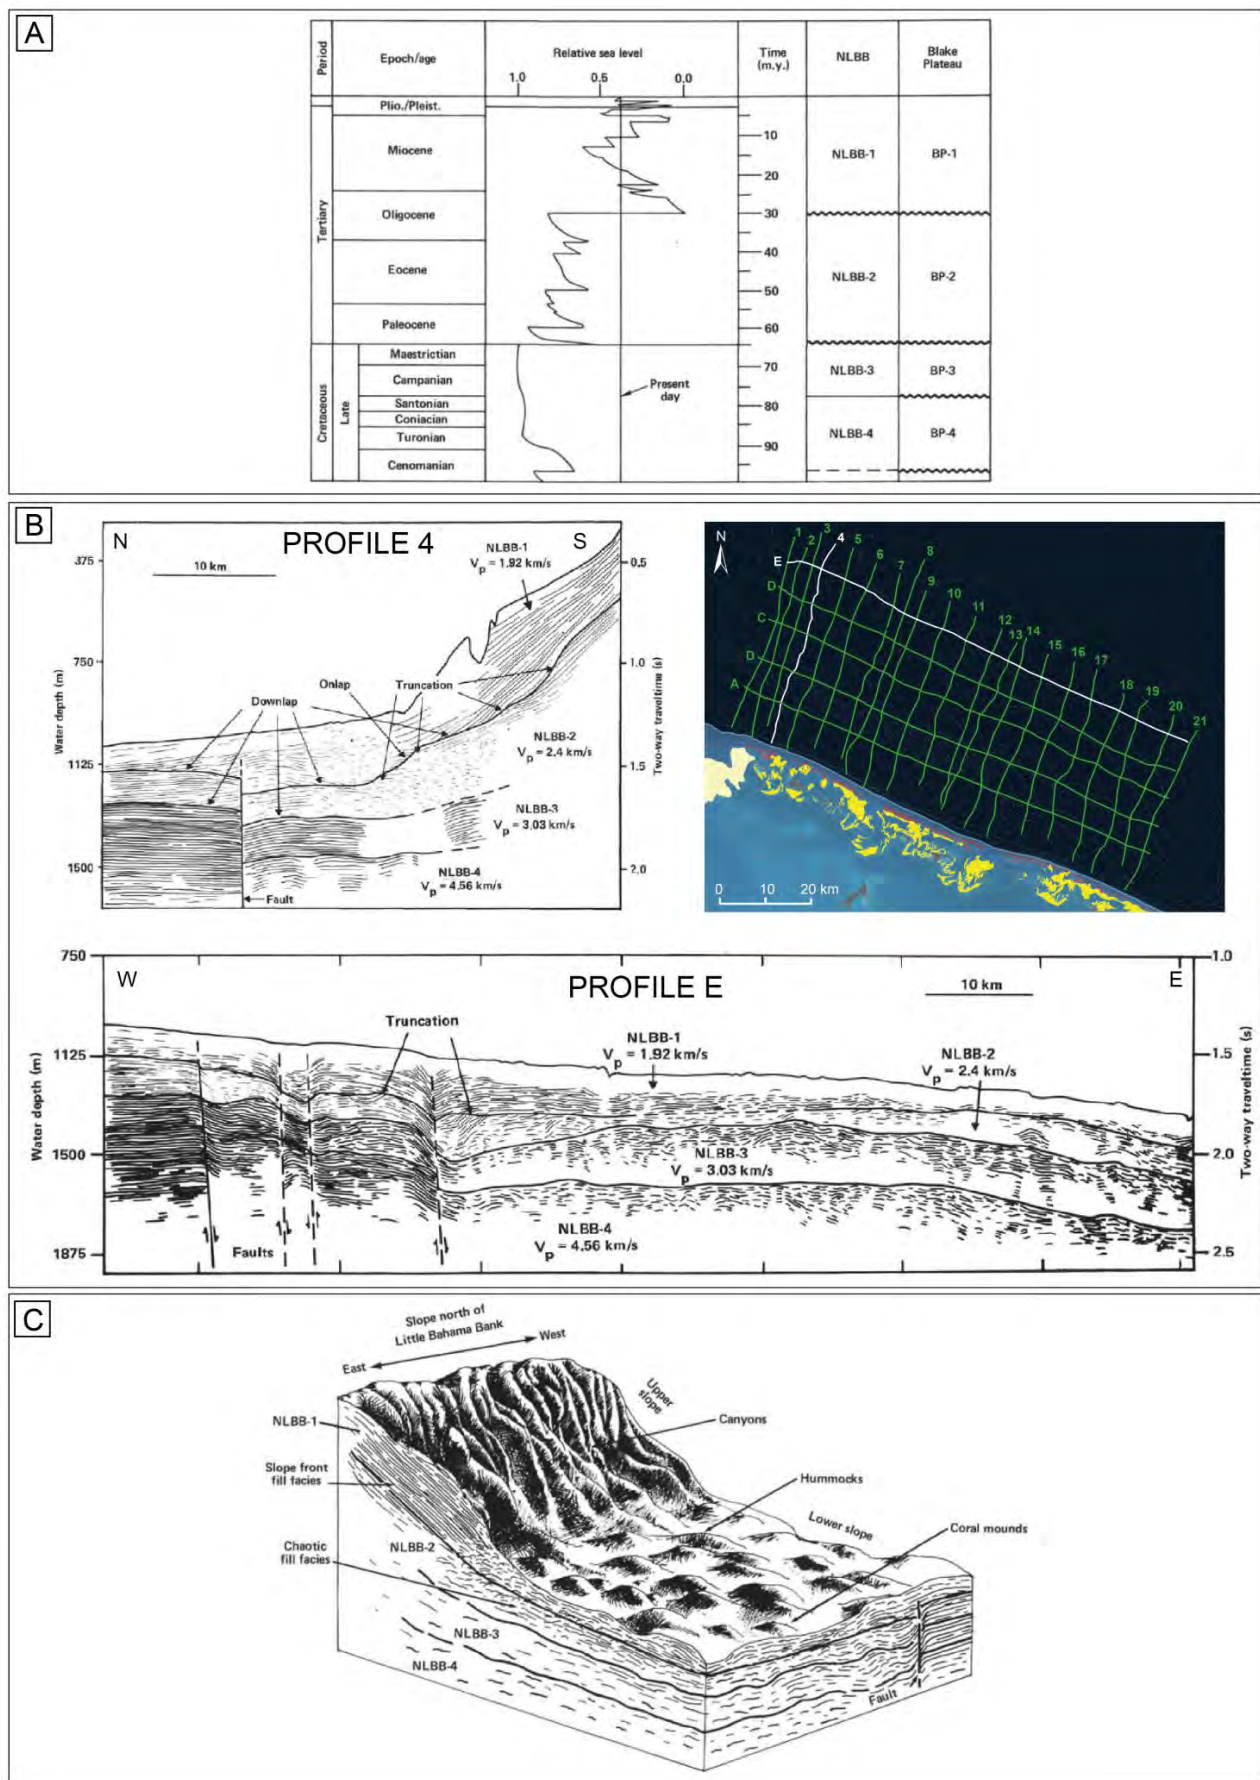 A
Period
Epoch/age
Relative sea level
1.0 0.5 0.0
Time
(m.y.)
NLBB
Blake
Plateau
Tertiary
Cretaceous
Late
Plio./Pleist.
Miocene
Oligocene
Eocene
Paleocene
Maestrictian
Campanian
Santonian
Coniacian
Turonian
Cenomanian
Present
day
10
20
30
40
50
60
70
80
90
NLBB-1 BP-1
NLBB-2 BP-2
NLBB-3 BP-3
NLBB-4 BP-4
B
N PROFILE 4 S
10 km
NLBB-1
Vp = 1.92 km/s
Water depth (m)
375
750
1125
1500
Two-way traveltime (s)
0.5
1.0
1.5
2.0
Onlap
Truncation
Downlap
NLBB-2
Vp = 2.4 km/s
NLBB-3
Vp = 3.03 km/s
NLBB-4
Vp = 4.56 km/s
Fault
N
1 2 3 4 5 6 7 8 9 10 11 12 13 14 15 16 17 18 19 20 21
E
D
C
D
A
0 10 20 km
W PROFILE E E
10 km
Water depth (m)
750
1125
1500
1875
Two-way traveltime (s)
1.0
1.5
2.0
2.5
Truncation
NLBB-1
Vp = 1.92 km/s
NLBB-2
Vp = 2.4 km/s
NLBB-3
Vp = 3.03 km/s
NLBB-4
Vp = 4.56 km/s
Faults
C
Slope north of
Little Bahama Bank
East
West
Upper
slope
NLBB-1
Canyons
Slope front
fill facies
Hummocks
Lower slope
Coral mounds
Chaotic
fill facies
NLBB-2
NLBB-3
NLBB-4
Fault